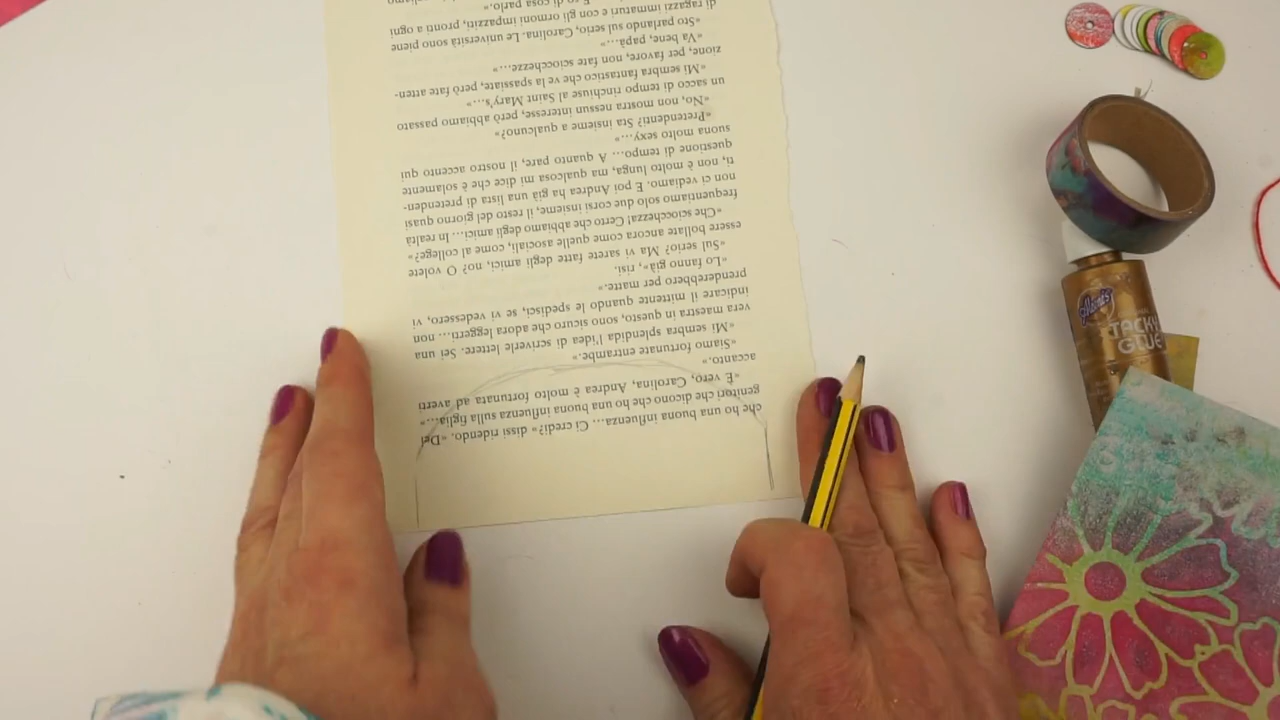 che ho una buona influenza… Ci credi?» dissi ridendo. «Dei
genitori che dicono che ho una buona influenza sulla figlia…»
«È vero, Carolina, Andrea è molto fortunata ad averti
accanto.»
«Siamo fortunate entrambe.»
«Mi sembra splendida l'idea di scriverle lettere. Sei una
vera maestra in questo, sono sicuro che adora leggerti… non
indicare il mittente quando le spedisci, se vi vedessero, vi
prenderebbero per matte.»
«Lo fanno già», risi.
«Sul serio? Ma vi sarete fatte degli amici, no? O volete
essere bollate ancora come quelle asociali, come al college?»
«Che sciocchezza! Certo che abbiamo degli amici… In realtà
frequentiamo solo due corsi insieme, il resto del giorno quasi
non ci vediamo. E poi Andrea ha già una lista di pretenden-
ti, non è molto lunga, ma qualcosa mi dice che è solamente
questione di tempo… A quanto pare, il nostro accento qui
suona molto sexy…»
«Pretendenti? Sta insieme a qualcuno?»
«No, non mostra nessun interesse, però abbiamo passato
un sacco di tempo rinchiuse al Saint Mary's…»
«Mi sembra fantastico che ve la spassiate, però fate atten-
zione, per favore, non fate sciocchezze…»
«Va bene, papà…»
«Sto parlando sul serio, Carolina. Le università sono piene
di ragazzi immaturi e con gli ormoni impazziti, pronti a ogni
E so di cosa parlo.»
Aleene's
TACKY
GLUE